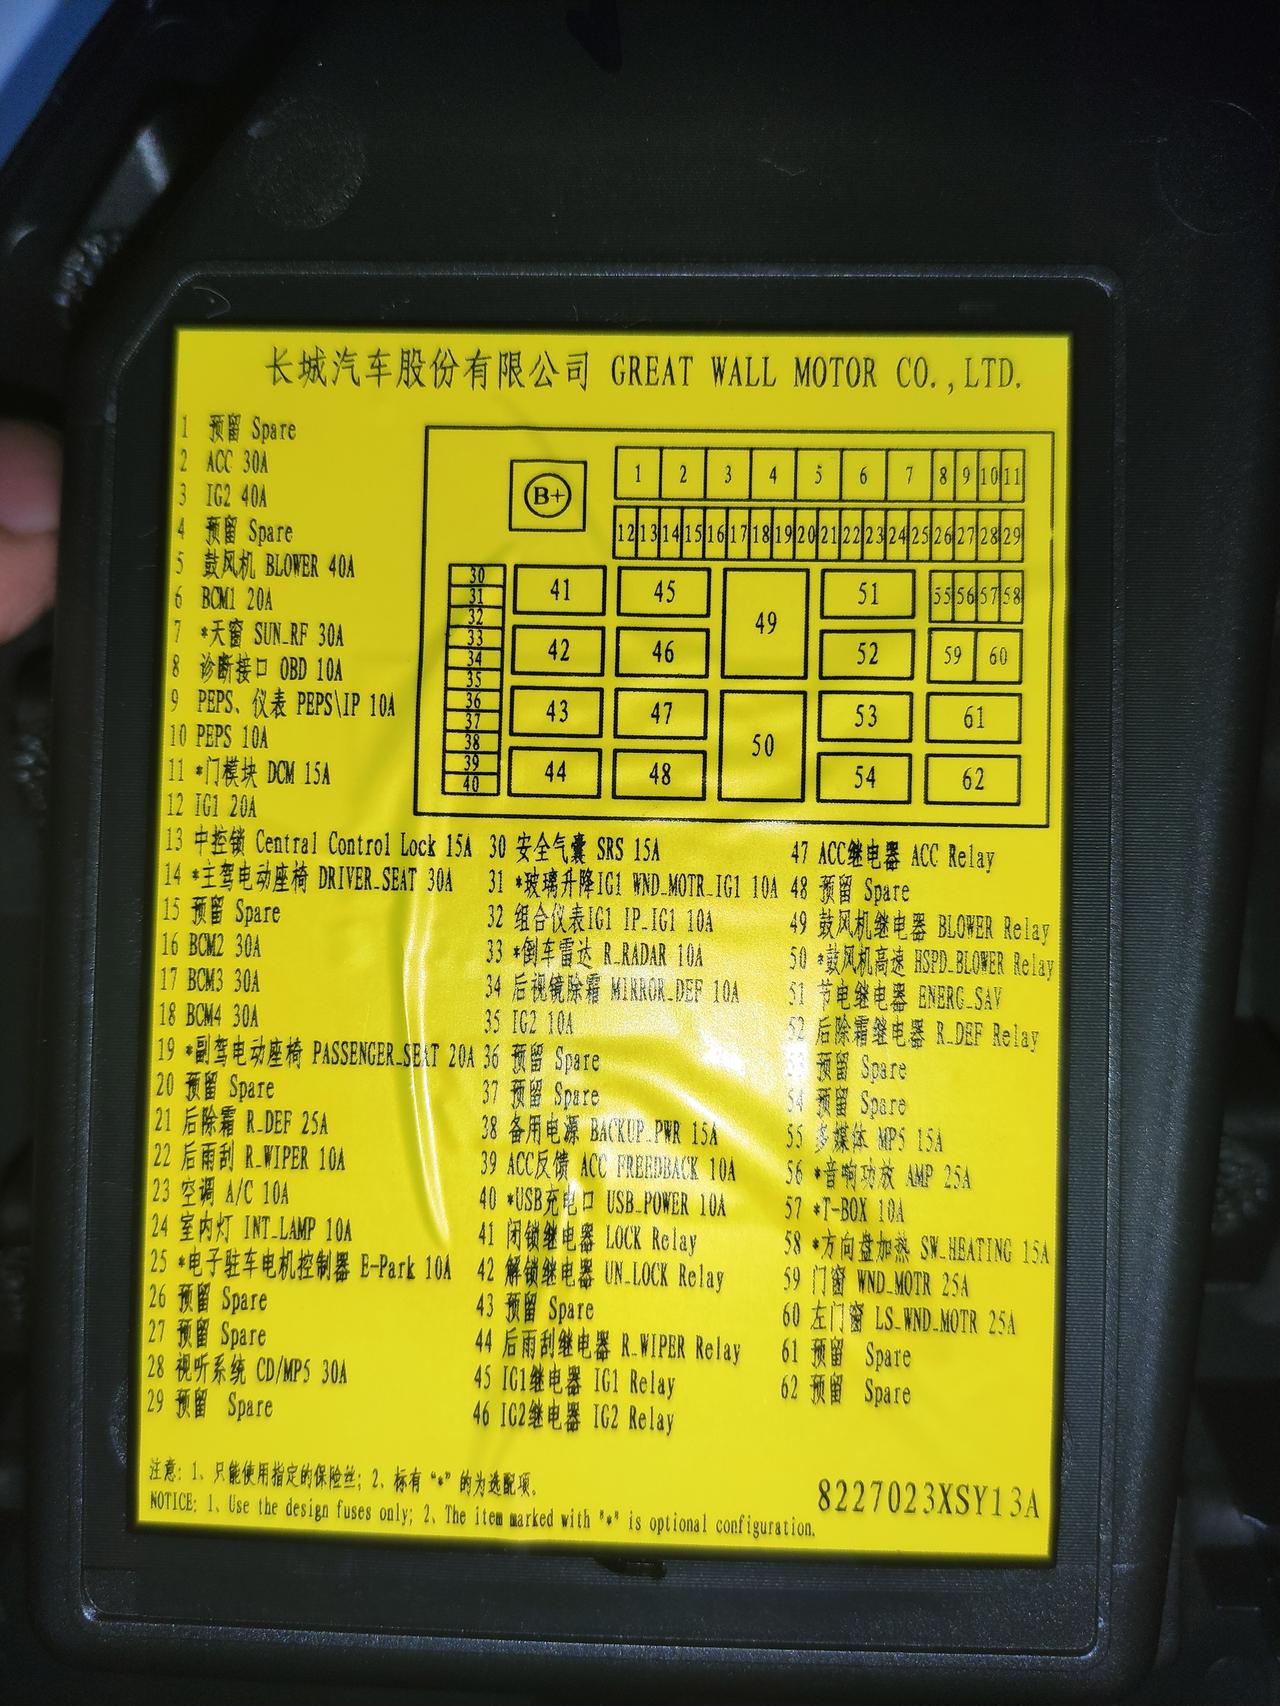 长城汽车股份有限公司 GREAT WALL MOTOR CO.,LTD.
1 预留 Spare
2 ACC 30A
3 IG2 40A
4 预留 Spare
5 鼓风机 BLOWER 40A
6 BCM1 20A
7 *天窗 SUN_RF 30A
8 诊断接口 OBD 10A
9 PEPS、仪表 PEPS\IP 10A
10 PEPS 10A
11 *门模块 DCM 15A
12 IG1 20A
13 中控锁 Central Control Lock 15A
14 *主驾电动座椅 DRIVER_SEAT 30A
15 预留 Spare
16 BCM2 30A
17 BCM3 30A
18 BCM4 30A
19 *副驾电动座椅 PASSENGER_SEAT 20A
20 预留 Spare
21 后除霜 R_DEF 25A
22 后雨刮 R_WIPER 10A
23 空调 A/C 10A
24 室内灯 INT_LAMP 10A
25 *电子驻车电机控制器 E-Park 10A
26 预留 Spare
27 预留 Spare
28 视听系统 CD/MP5 30A
29 预留 Spare
B+
1 2 3 4 5 6 7 8 9 10 11
12 13 14 15 16 17 18 19 20 21 22 23 24 25 26 27 28 29
30
31
32
33
34
35
36
37
38
39
40
41 45 49 51 55 56 57 58
42 46 52 59 60
43 47 50 53 61
44 48 54 62
30 安全气囊 SRS 15A
31 *玻璃升降IG1 WND_MOTR_IG1 10A
32 组合仪表IG1 IP_IG1 10A
33 *倒车雷达 R_RADAR 10A
34 后视镜除霜 MIRROR_DEF 10A
35 IG2 10A
36 预留 Spare
37 预留 Spare
38 备用电源 BACKUP_PWR 15A
39 ACC反馈 ACC FREEDBACK 10A
40 *USB充电口 USB_POWER 10A
41 闭锁继电器 LOCK Relay
42 解锁继电器 UN_LOCK Relay
43 预留 Spare
44 后雨刮继电器 R_WIPER Relay
45 IG1继电器 IG1 Relay
46 IG2继电器 IG2 Relay
47 ACC继电器 ACC Relay
48 预留 Spare
49 鼓风机继电器 BLOWER Relay
50 *鼓风机高速 HSPD_BLOWER Relay
51 节电继电器 ENERG_SAV
52 后除霜继电器 R_DEF Relay
53 预留 Spare
54 预留 Spare
55 多媒体 MP5 15A
56 *音响功放 AMP 25A
57 *T-BOX 10A
58 *方向盘加热 SW_HEATING 15A
59 门窗 WND_MOTR 25A
60 左门窗 LS_WND_MOTR 25A
61 预留 Spare
62 预留 Spare
注意: 1、只能使用指定的保险丝; 2、标有 "*" 的为选配项。
NOTICE: 1、Use the design fuses only; 2、The item marked with "*" is optional configuration.
8227023XSY13A